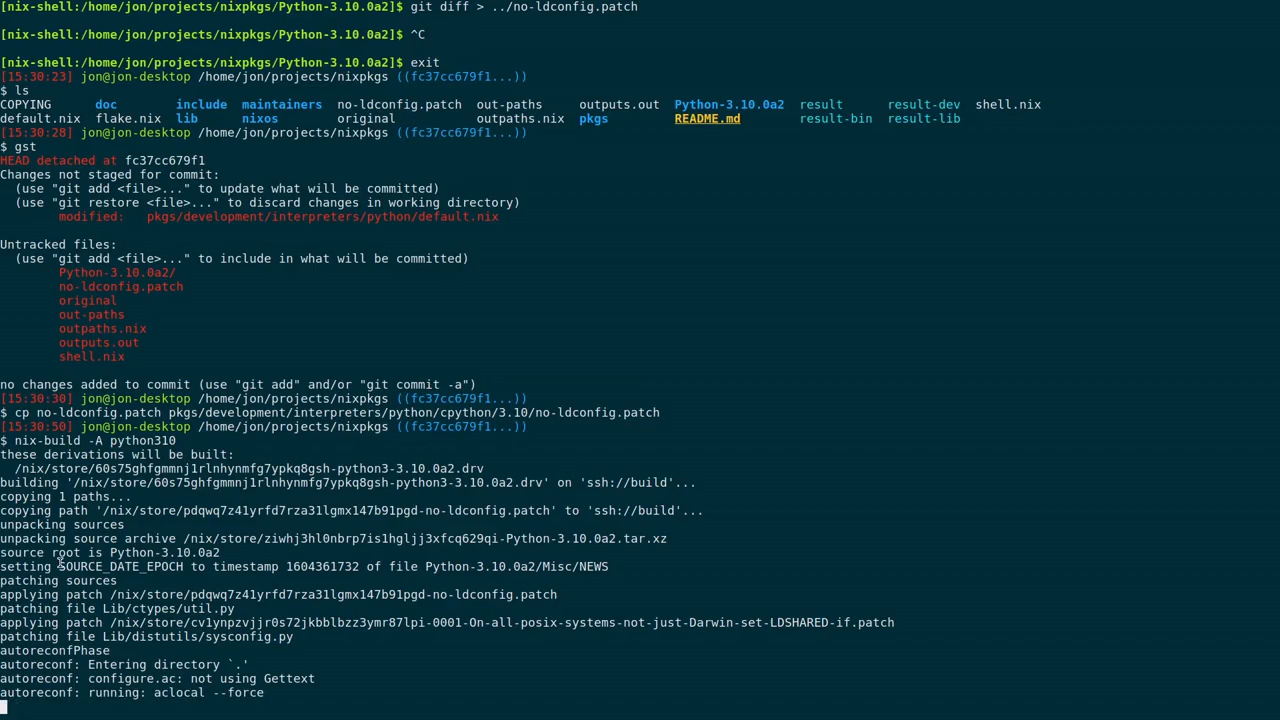 [nix-shell:/home/jon/projects/nixpkgs/Python-3.10.0a2]$ git diff > ../no-ldconfig.patch
[nix-shell:/home/jon/projects/nixpkgs/Python-3.10.0a2]$ ^C
[nix-shell:/home/jon/projects/nixpkgs/Python-3.10.0a2]$ exit
[15:30:23] jon@jon-desktop /home/jon/projects/nixpkgs ((fc37cc679f1...))
$ ls
COPYING doc include maintainers no-ldconfig.patch out-paths outputs.out Python-3.10.0a2 result result-dev shell.nix
default.nix flake.nix lib nixos original outpaths.nix pkgs README.md result-bin result-lib
[15:30:28] jon@jon-desktop /home/jon/projects/nixpkgs ((fc37cc679f1...))
$ gst
HEAD detached at fc37cc679f1
Changes not staged for commit:
(use "git add <file>..." to update what will be committed)
(use "git restore <file>..." to discard changes in working directory)
modified: pkgs/development/interpreters/python/default.nix
Untracked files:
(use "git add <file>..." to include in what will be committed)
Python-3.10.0a2/
no-ldconfig.patch
original
out-paths
outpaths.nix
outputs.out
shell.nix
no changes added to commit (use "git add" and/or "git commit -a")
[15:30:30] jon@jon-desktop /home/jon/projects/nixpkgs ((fc37cc679f1...))
$ cp no-ldconfig.patch pkgs/development/interpreters/python/cpython/3.10/no-ldconfig.patch
[15:30:50] jon@jon-desktop /home/jon/projects/nixpkgs ((fc37cc679f1...))
$ nix-build -A python310
these derivations will be built:
/nix/store/60s75ghfgmmnj1rlnhynmfg7ypkq8gsh-python3-3.10.0a2.drv
building '/nix/store/60s75ghfgmmnj1rlnhynmfg7ypkq8gsh-python3-3.10.0a2.drv' on 'ssh://build'...
copying 1 paths...
copying path '/nix/store/pdqwq7z41yrfd7rza31lgmx147b91pgd-no-ldconfig.patch' to 'ssh://build'...
unpacking sources
unpacking source archive /nix/store/ziwhj3hl0nbrp7is1hgljj3xfcq629qi-Python-3.10.0a2.tar.xz
source root is Python-3.10.0a2
setting SOURCE_DATE_EPOCH to timestamp 1604361732 of file Python-3.10.0a2/Misc/NEWS
patching sources
applying patch /nix/store/pdqwq7z41yrfd7rza31lgmx147b91pgd-no-ldconfig.patch
patching file Lib/ctypes/util.py
applying patch /nix/store/cv1ynpzvjjr0s72jkbblbzz3ymr87lpi-0001-On-all-posix-systems-not-just-Darwin-set-LDSHARED-if.patch
patching file Lib/distutils/sysconfig.py
autoreconfPhase
autoreconf: Entering directory `.'
autoreconf: configure.ac: not using Gettext
autoreconf: running: aclocal --force